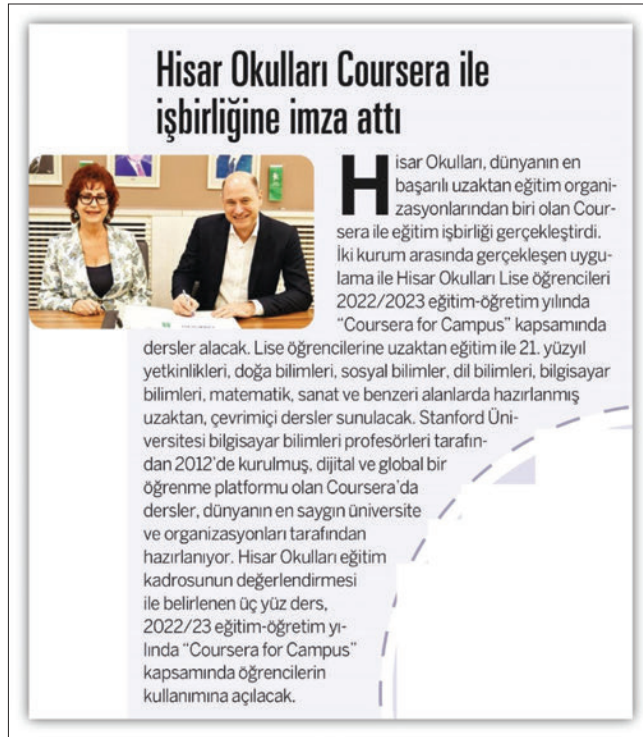 Hisar Okulları Coursera ile
işbirliğine imza attı
Hisar Okulları, dünyanın en
başarılı uzaktan eğitim organi-
zasyonlarından biri olan Cour-
sera ile eğitim işbirliği gerçekleştirdi.
İki kurum arasında gerçekleşen uygu-
lama ile Hisar Okulları Lise öğrencileri
2022/2023 eğitim-öğretim yılında
“Coursera for Campus” kapsamında
dersler alacak. Lise öğrencilerine uzaktan eğitim ile 21. yüzyıl
yetkinlikleri, doğa bilimleri, sosyal bilimler, dil bilimleri, bilgisayar
bilimleri, matematik, sanat ve benzeri alanlarda hazırlanmış
uzaktan, çevrimiçi dersler sunulacak. Stanford Üni-
versitesi bilgisayar bilimleri profesörleri tarafın-
dan 2012’de kurulmuş, dijital ve global bir
öğrenme platformu olan Coursera’da
dersler, dünyanın en saygın üniversite
ve organizasyonları tarafından
hazırlanıyor. Hisar Okulları eğitim
kadrosunun değerlendirmesi
ile belirlenen üç yüz ders,
2022/23 eğitim-öğretim yı-
lında “Coursera for Campus”
kapsamında öğrencilerin
kullanımına açılacak.